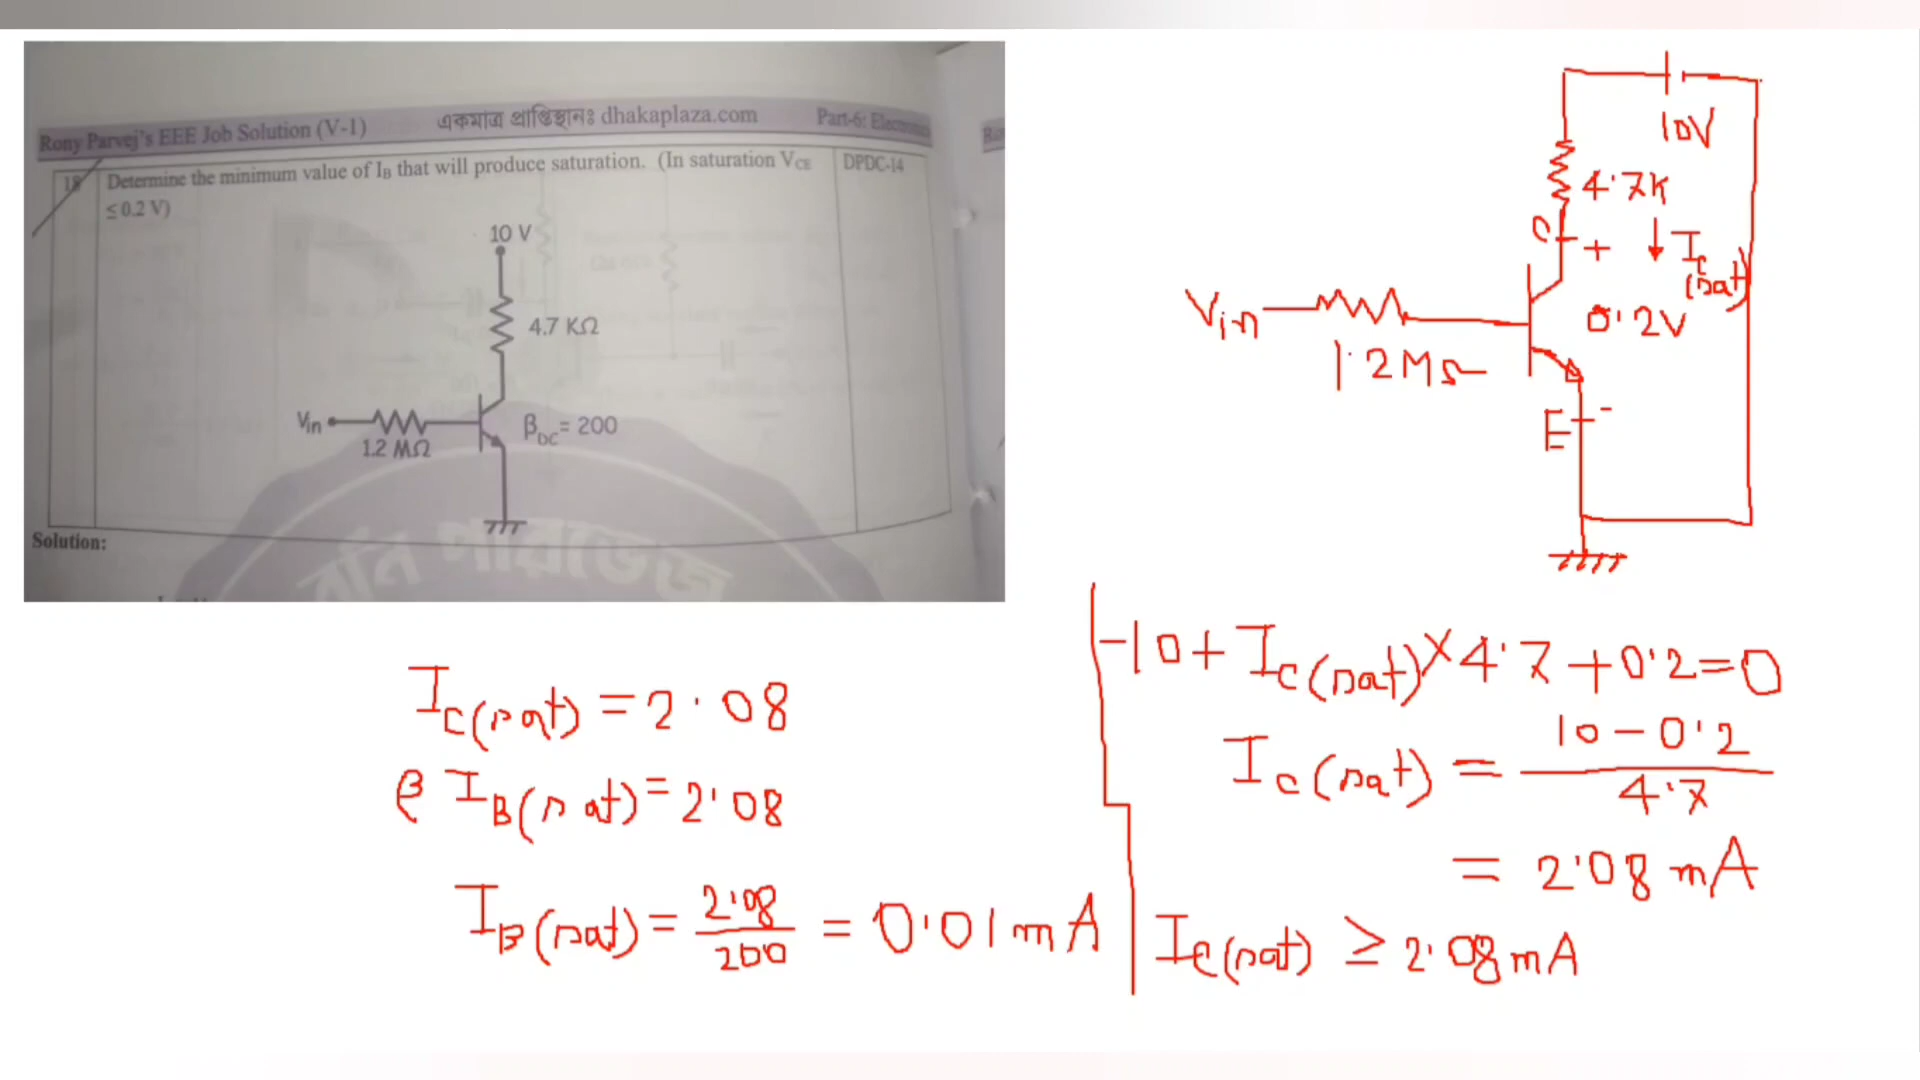 Rony Parvej's EEE Job Solution (V-1) একমাত্র প্রাপ্তিস্থানঃ dhakaplaza.com Part-6: Electronics
18 Determine the minimum value of IB that will produce saturation. (In saturation VCE DPDC-14
≤ 0.2 V)
10 V
4.7 KΩ
Vin
1.2 MΩ
βDC = 200
Solution:
রনি পারভেজ
10V
4.7K
C
+
IC(sat)
Vin
1.2MΩ
0.2V
E
-
-10 + IC(sat) × 4.7 + 0.2 = 0
IC(sat) = 10 - 0.2 / 4.7
= 2.08 mA
IC(sat) ≥ 2.08 mA
IC(sat) = 2.08
β IB(sat) = 2.08
IB(sat) = 2.08 / 200 = 0.01 mA